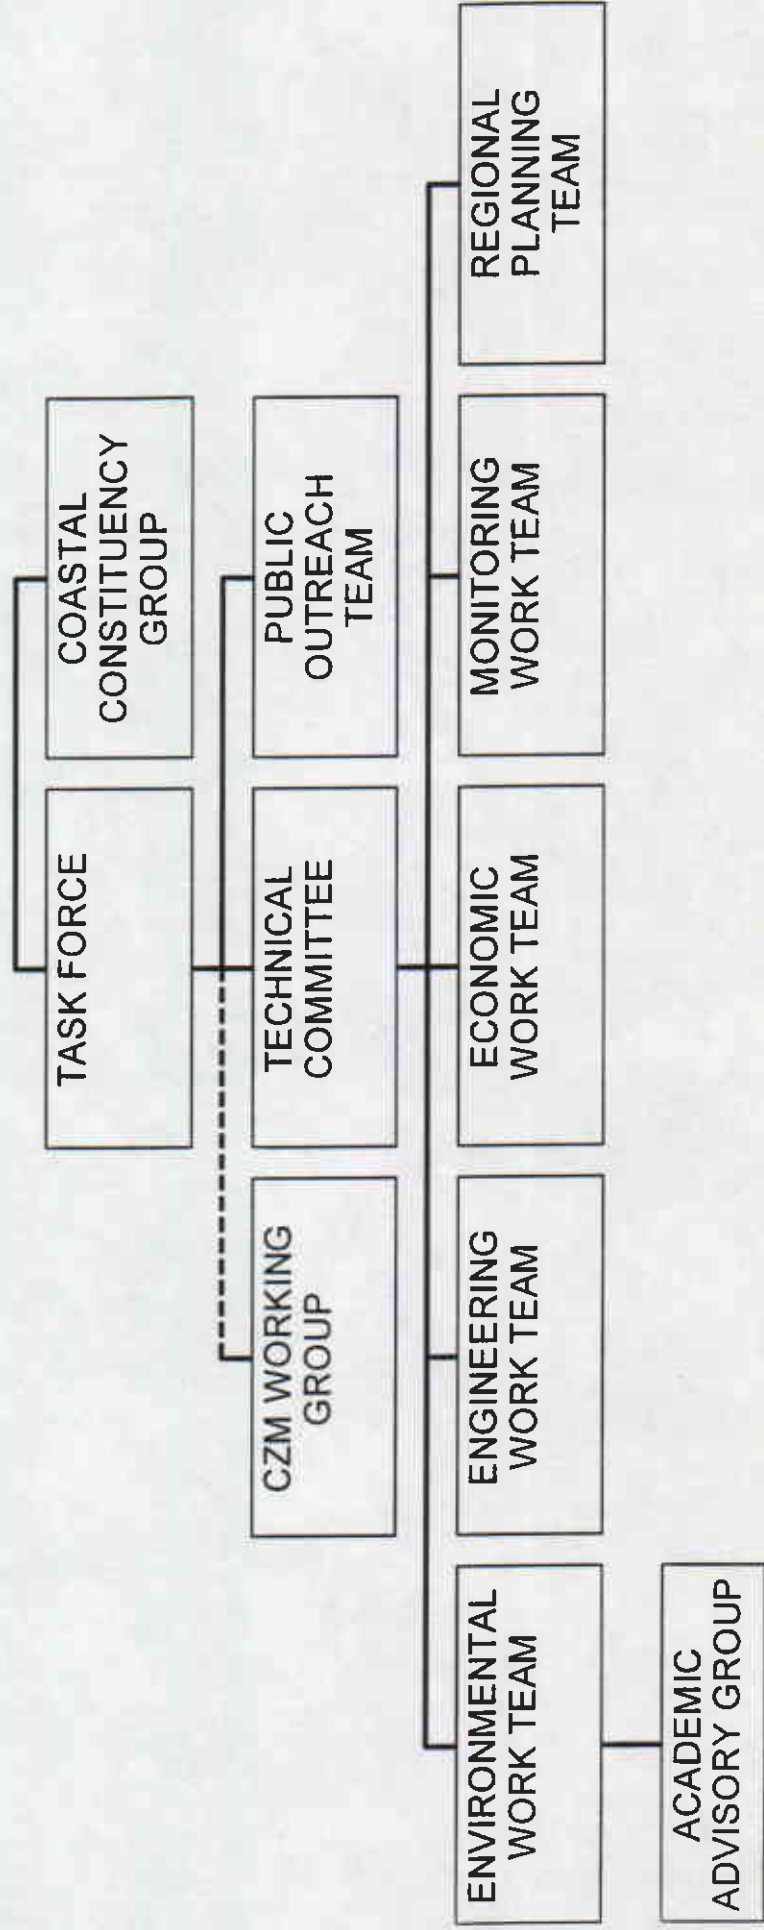 TASK FORCE
COASTAL
CONSTITUENCY
GROUP
CZM WORKING
GROUP
TECHNICAL
COMMITTEE
PUBLIC
OUTREACH
TEAM
ENVIRONMENTAL
WORK TEAM
ENGINEERING
WORK TEAM
ECONOMIC
WORK TEAM
MONITORING
WORK TEAM
REGIONAL
PLANNING
TEAM
ACADEMIC
ADVISORY GROUP